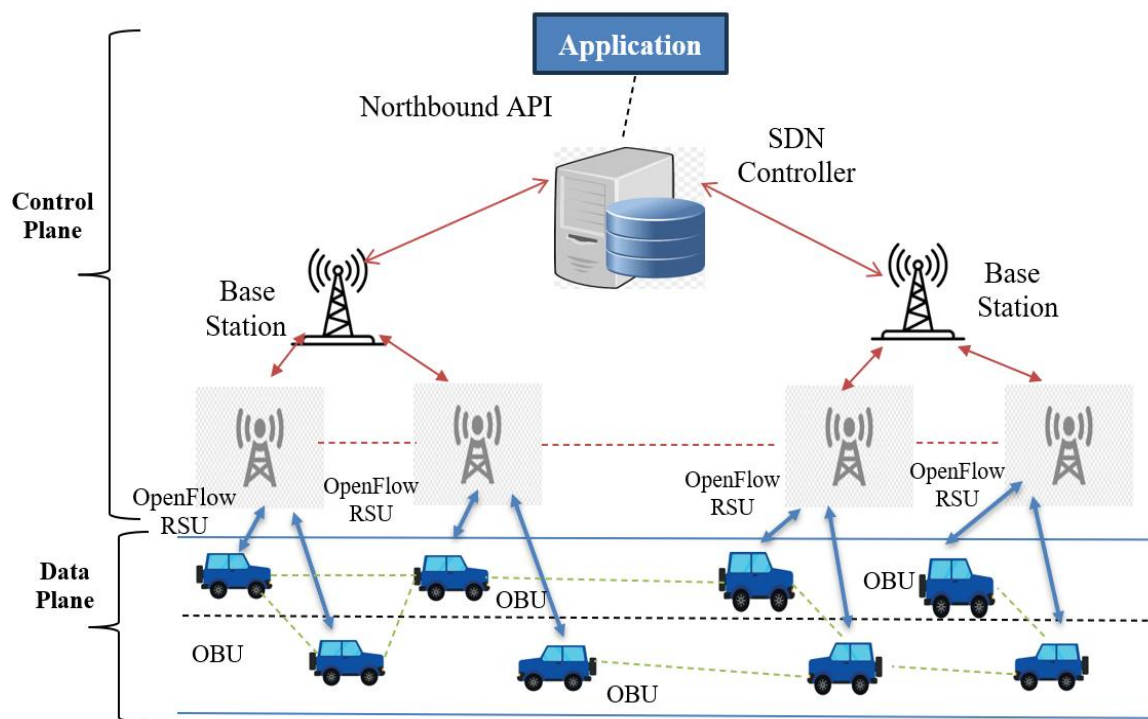 Application
Northbound API
SDN
Controller
Control
Plane
Base
Station
Base
Station
OpenFlow
RSU
OpenFlow
RSU
OpenFlow
RSU
OpenFlow
RSU
Data
Plane
OBU
OBU
OBU
OBU